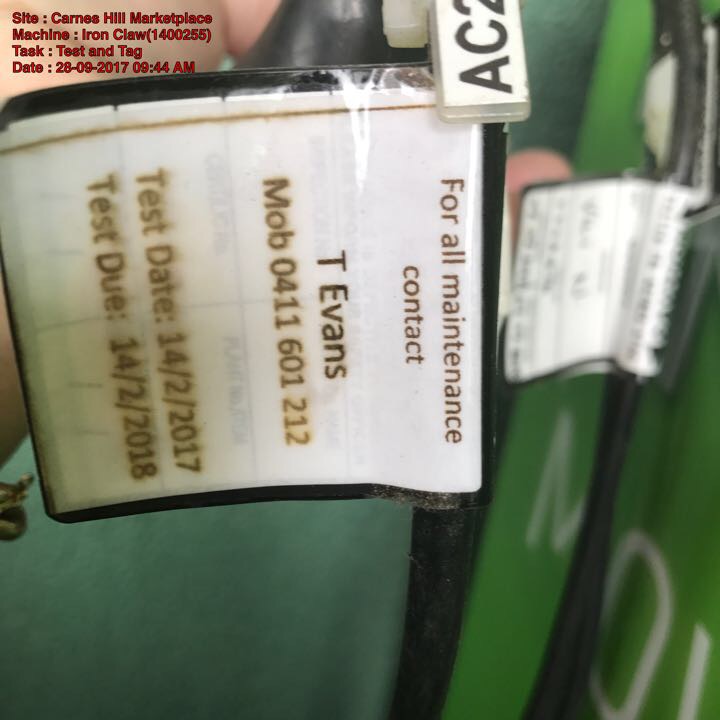 Site : Carnes Hill Marketplace
Machine : Iron Claw(1400255)
Task : Test and Tag
Date : 28-09-2017 09:44 AM
AC2
For all maintenance
contact
T Evans
Mob 0411 601 212
Test Date: 14/2/2017
Test Due: 14/2/2018